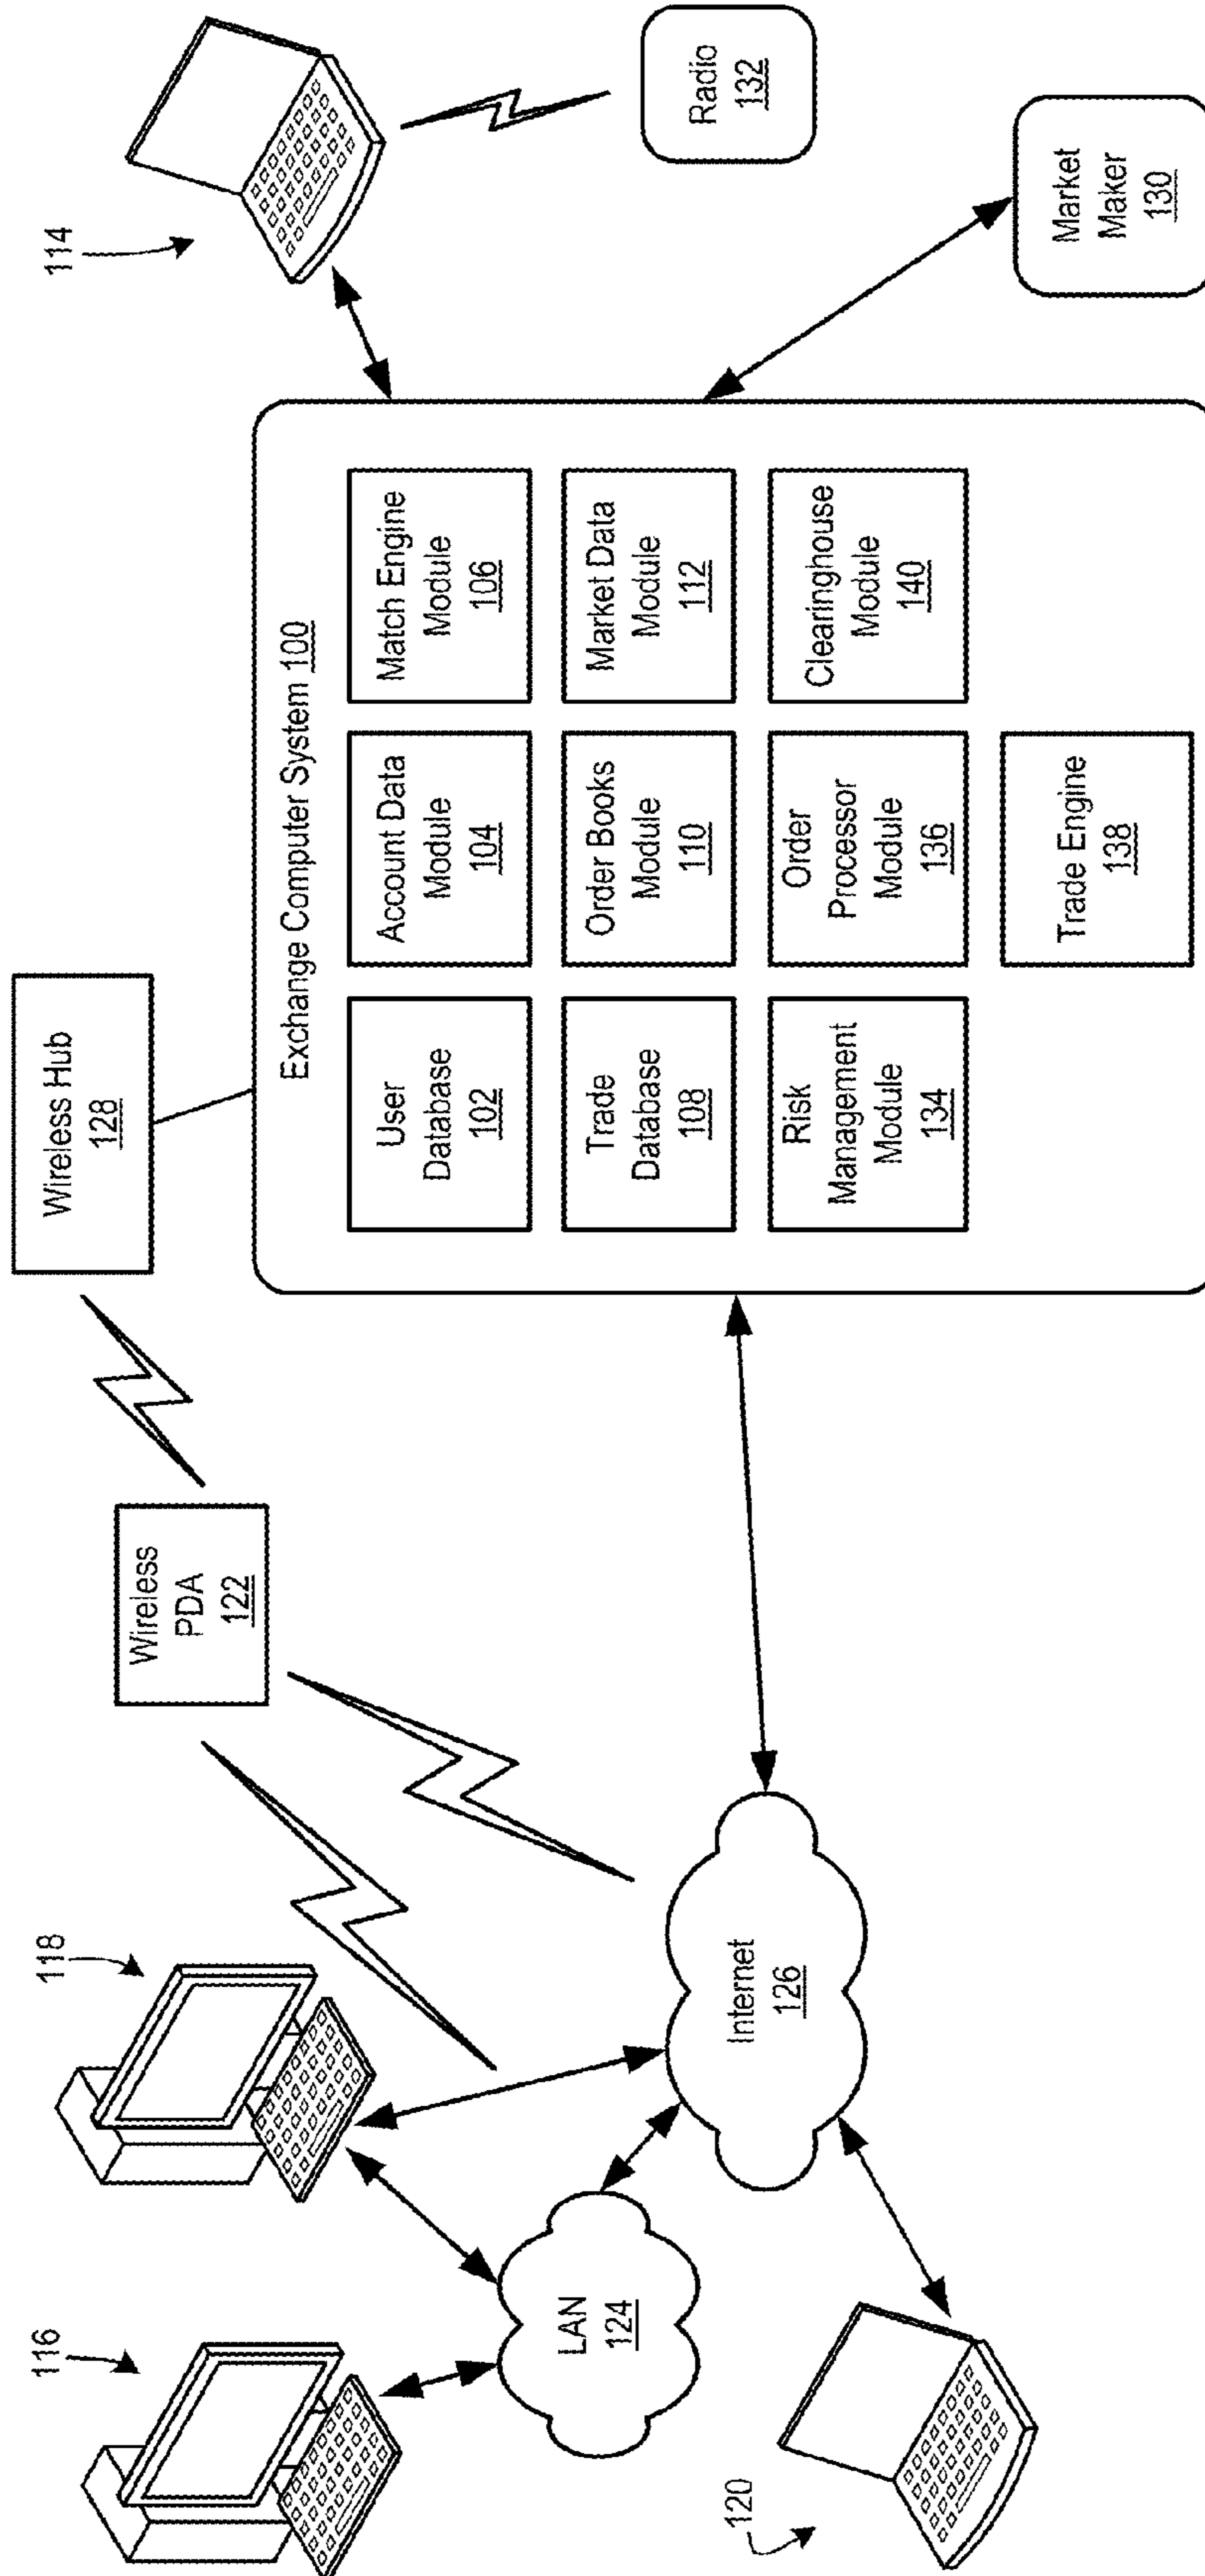 116
118
114
Wireless Hub
128
Wireless
PDA
122
Exchange Computer System 100
User
Database
102
Account Data
Module
104
Match Engine
Module
106
Trade
Database
108
Order Books
Module
110
Market Data
Module
112
Risk
Management
Module
134
Order
Processor
Module
136
Clearinghouse
Module
140
Trade Engine
138
Radio
132
Market
Maker
130
LAN
124
Internet
126
120